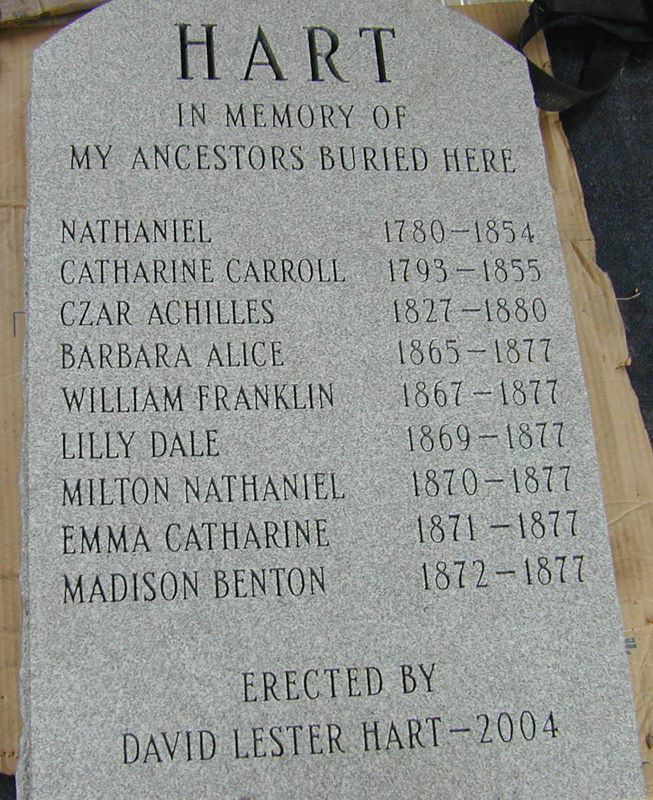 HART
IN MEMORY OF
MY ANCESTORS BURIED HERE
NATHANIEL 1780-1854
CATHARINE CARROLL 1793-1855
CZAR ACHILLES 1827-1880
BARBARA ALICE 1865-1877
WILLIAM FRANKLIN 1867-1877
LILLY DALE 1869-1877
MILTON NATHANIEL 1870-1877
EMMA CATHARINE 1871-1877
MADISON BENTON 1872-1877
ERECTED BY
DAVID LESTER HART-2004